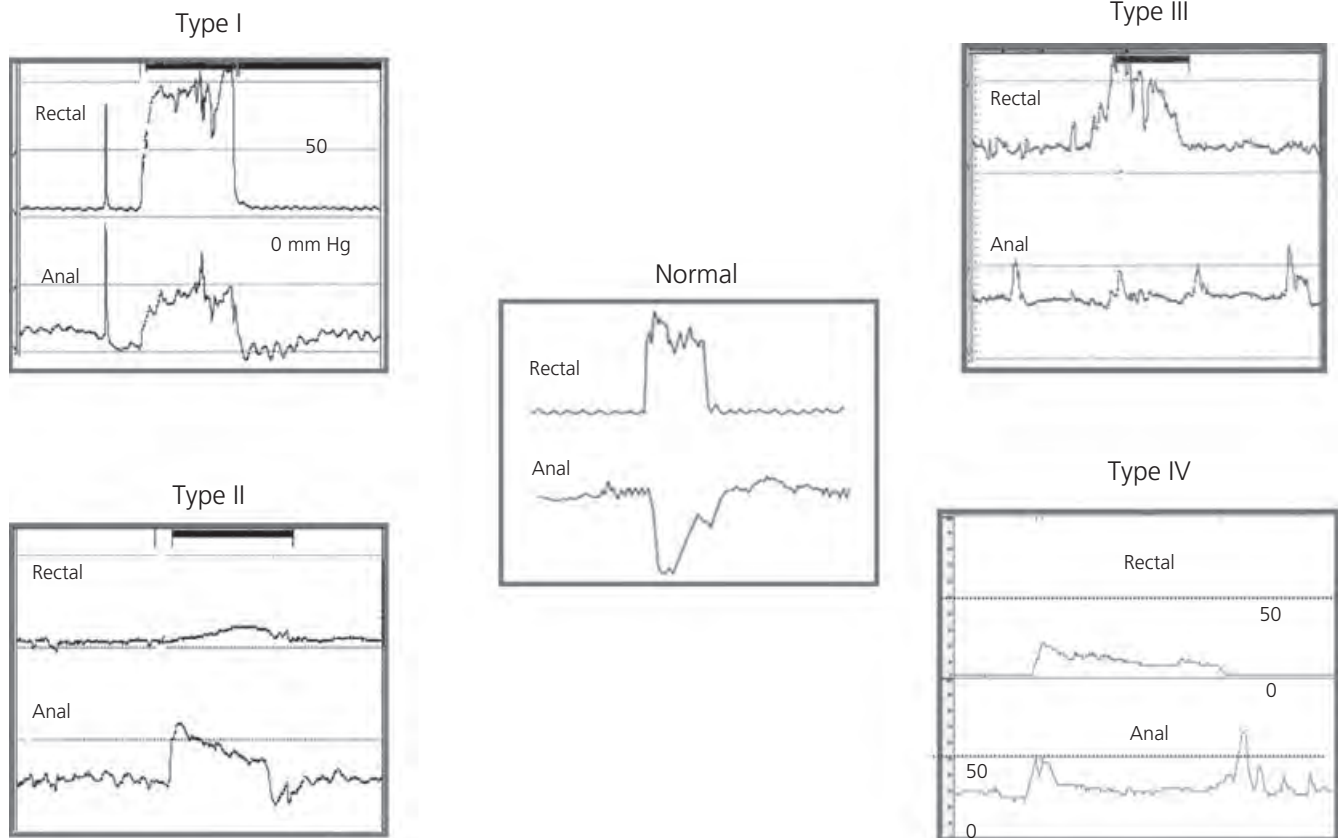 Type I
Rectal
50
0 mm Hg
Anal
Type II
Rectal
Anal
Normal
Rectal
Anal
Type III
Rectal
Anal
Type IV
Rectal
50
0
Anal
50
0